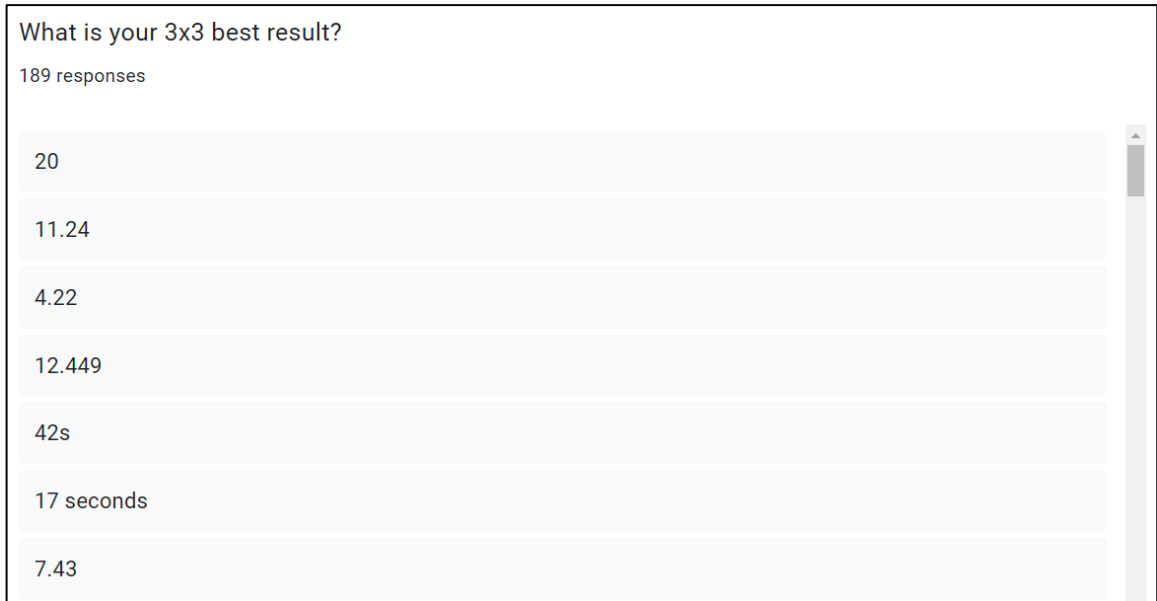 What is your 3x3 best result?
189 responses
20
11.24
4.22
12.449
42s
17 seconds
7.43